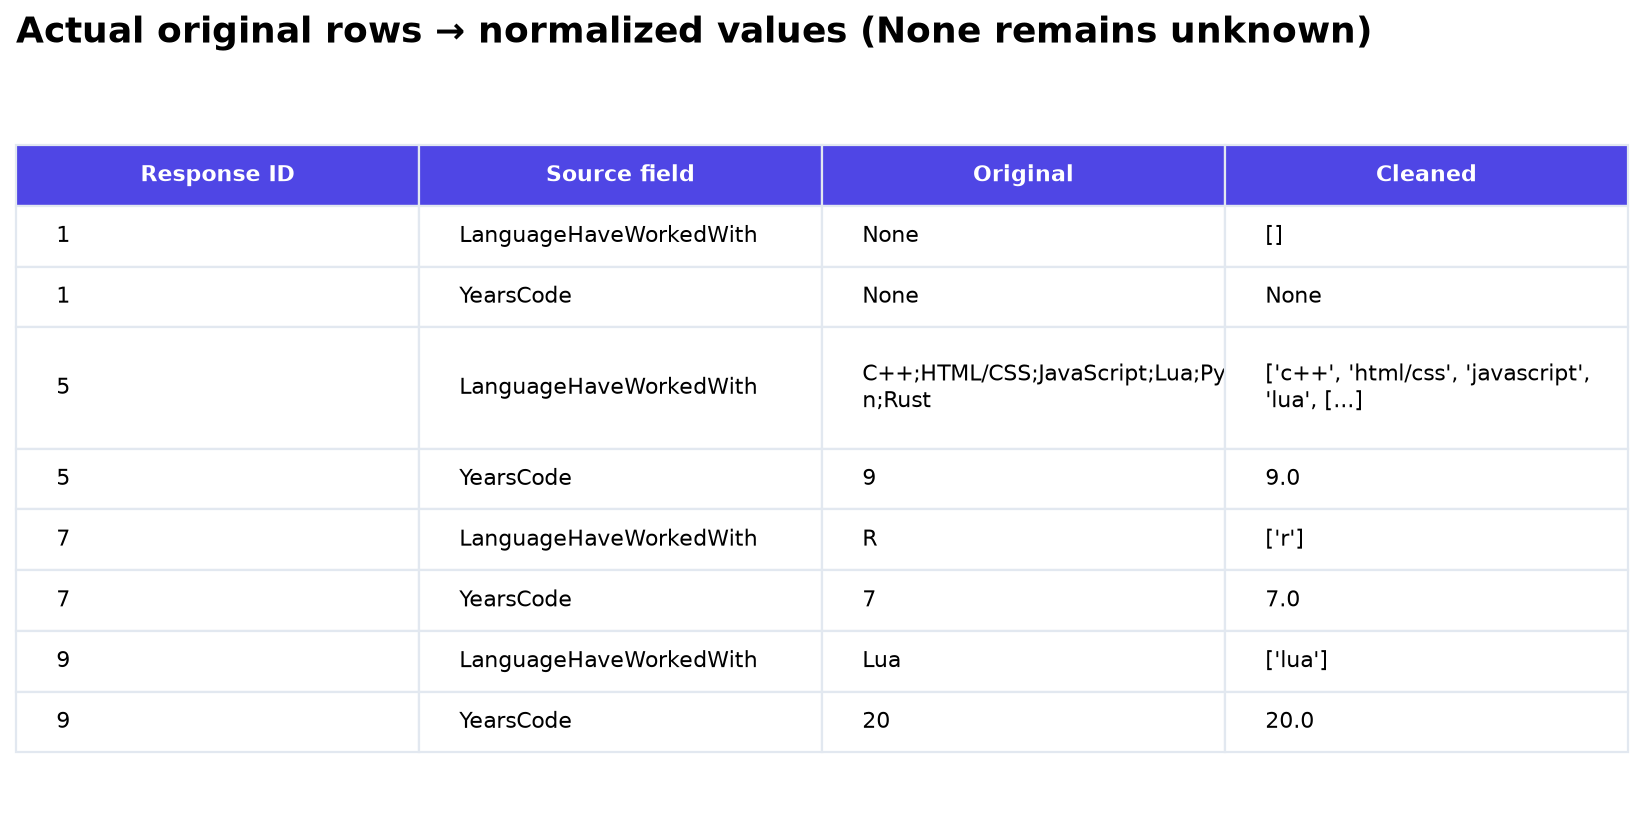 Actual original rows → normalized values (None remains unknown)
Response ID Source field Original Cleaned
1 LanguageHaveWorkedWith None []
1 YearsCode None None
5 LanguageHaveWorkedWith C++;HTML/CSS;JavaScript;Lua;Py ['c++', 'html/css', 'javascript',
n;Rust 'lua', [...]
5 YearsCode 9 9.0
7 LanguageHaveWorkedWith R ['r']
7 YearsCode 7 7.0
9 LanguageHaveWorkedWith Lua ['lua']
9 YearsCode 20 20.0